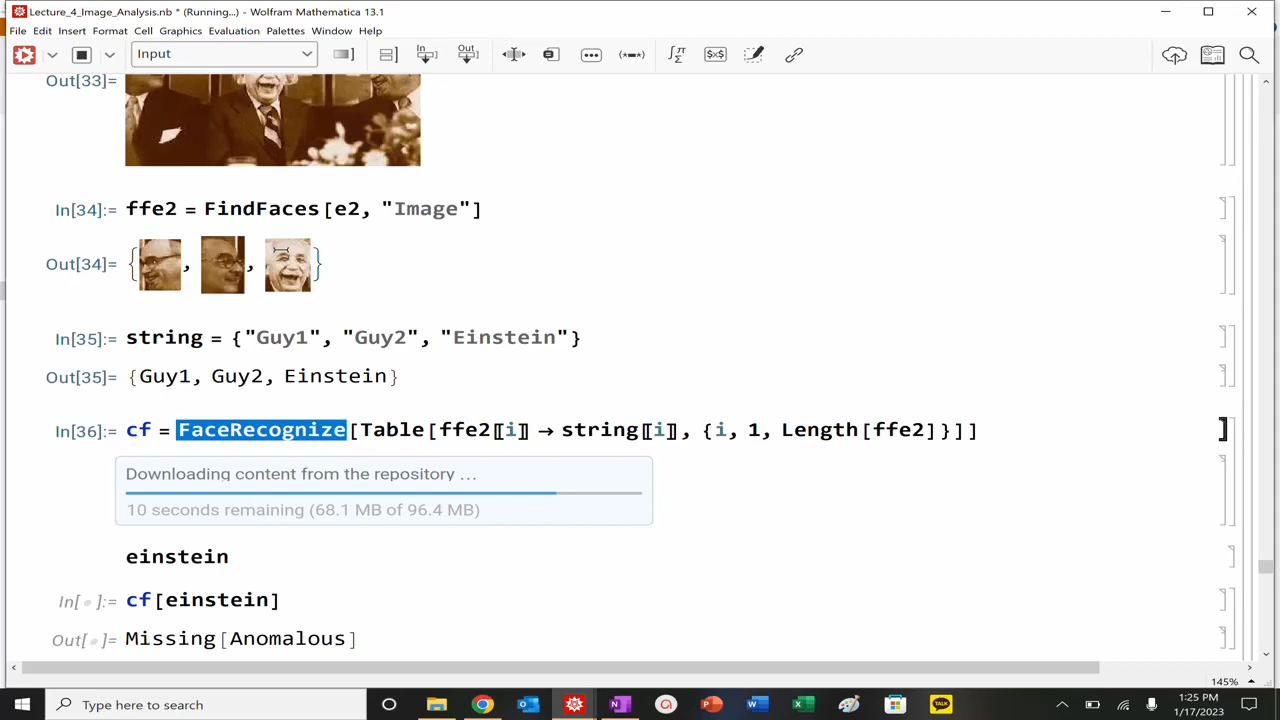 Lecture_4_Image_Analysis.nb * (Running...) - Wolfram Mathematica 13.1
File Edit Insert Format Cell Graphics Evaluation Palettes Window Help
Input In Out ∫Σπ $x$
Out[33]=
In[34]:= ffe2 = FindFaces[e2, "Image"]
Out[34]= { , , }
In[35]:= string = {"Guy1", "Guy2", "Einstein"}
Out[35]= {Guy1, Guy2, Einstein}
In[36]:= cf = FaceRecognize[Table[ffe2〚i〛 → string〚i〛, {i, 1, Length[ffe2]}]]
Downloading content from the repository ...
10 seconds remaining (68.1 MB of 96.4 MB)
einstein
In[•]:= cf[einstein]
Out[•]= Missing[Anomalous]
145%
Type here to search
TALK
1:25 PM
1/17/2023